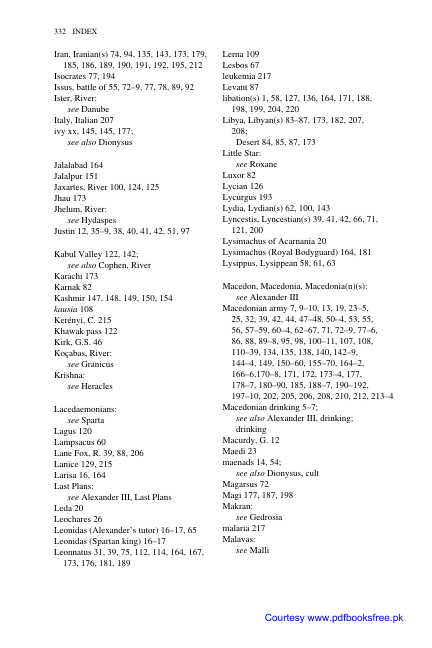 332 INDEX
Iran, Iranian(s) 74, 94, 135, 143, 173, 179,
185, 186, 189, 190, 191, 192, 195, 212
Isocrates 77, 194
Issus, battle of 55, 72–9, 77, 78, 89, 92
Ister, River:
see Danube
Italy, Italian 207
ivy xx, 145, 145, 177;
see also Dionysus
Jalalabad 164
Jalalpur 151
Jaxartes, River 100, 124, 125
Jhau 173
Jhelum, River:
see Hydaspes
Justin 12, 35–9, 38, 40, 41, 42, 51, 97
Kabul Valley 122, 142;
see also Cophen, River
Karachi 173
Karnak 82
Kashmir 147, 148, 149, 150, 154
kausia 108
Kerényi, C. 215
Khawak pass 122
Kirk, G.S. 46
Koçabas, River:
see Granicus
Krishna:
see Heracles
Lacedaemonians:
see Sparta
Lagus 120
Lampsacus 60
Lane Fox, R. 39, 88, 206
Lanice 129, 215
Larisa 16, 164
Last Plans:
see Alexander III, Last Plans
Leda 20
Leochares 26
Leonidas (Alexander's tutor) 16–17, 65
Leonidas (Spartan king) 16–17
Leonnatus 31, 39, 75, 112, 114, 164, 167,
173, 176, 181, 189
Lerna 109
Lesbos 67
leukemia 217
Levant 87
libation(s) 1, 58, 127, 136, 164, 171, 188,
198, 199, 204, 220
Libya, Libyan(s) 83–87, 173, 182, 207,
208;
Desert 84, 85, 87, 173
Little Star:
see Roxane
Luxor 82
Lycian 126
Lycurgus 193
Lydia, Lydian(s) 62, 100, 143
Lyncestis, Lyncestian(s) 39, 41, 42, 66, 71,
121, 200
Lysimachus of Acarnania 20
Lysimachus (Royal Bodyguard) 164, 181
Lysippus, Lysippean 58, 61, 63
Macedon, Macedonia, Macedonia(n)(s):
see Alexander III
Macedonian army 7, 9–10, 13, 19, 23–5,
25, 32, 39, 42, 44, 47–48, 50–4, 53, 55,
56, 57–59, 60–4, 62–67, 71, 72–9, 77–6,
86, 88, 89–8, 95, 98, 100–11, 107, 108,
110–39, 134, 135, 138, 140, 142–9,
144–4, 149, 150–60, 155–70, 164–2,
166–6,170–8, 171, 172, 173–4, 177,
178–7, 180–90, 185, 188–7, 190–192,
197–10, 202, 205, 206, 208, 210, 212, 213–4
Macedonian drinking 5–7;
see also Alexander III, drinking;
drinking
Macurdy, G. 12
Maedi 23
maenads 14, 54;
see also Dionysus, cult
Magarsus 72
Magi 177, 187, 198
Makran:
see Gedrosia
malaria 217
Malavas:
see Malli
Courtesy www.pdfbooksfree.pk